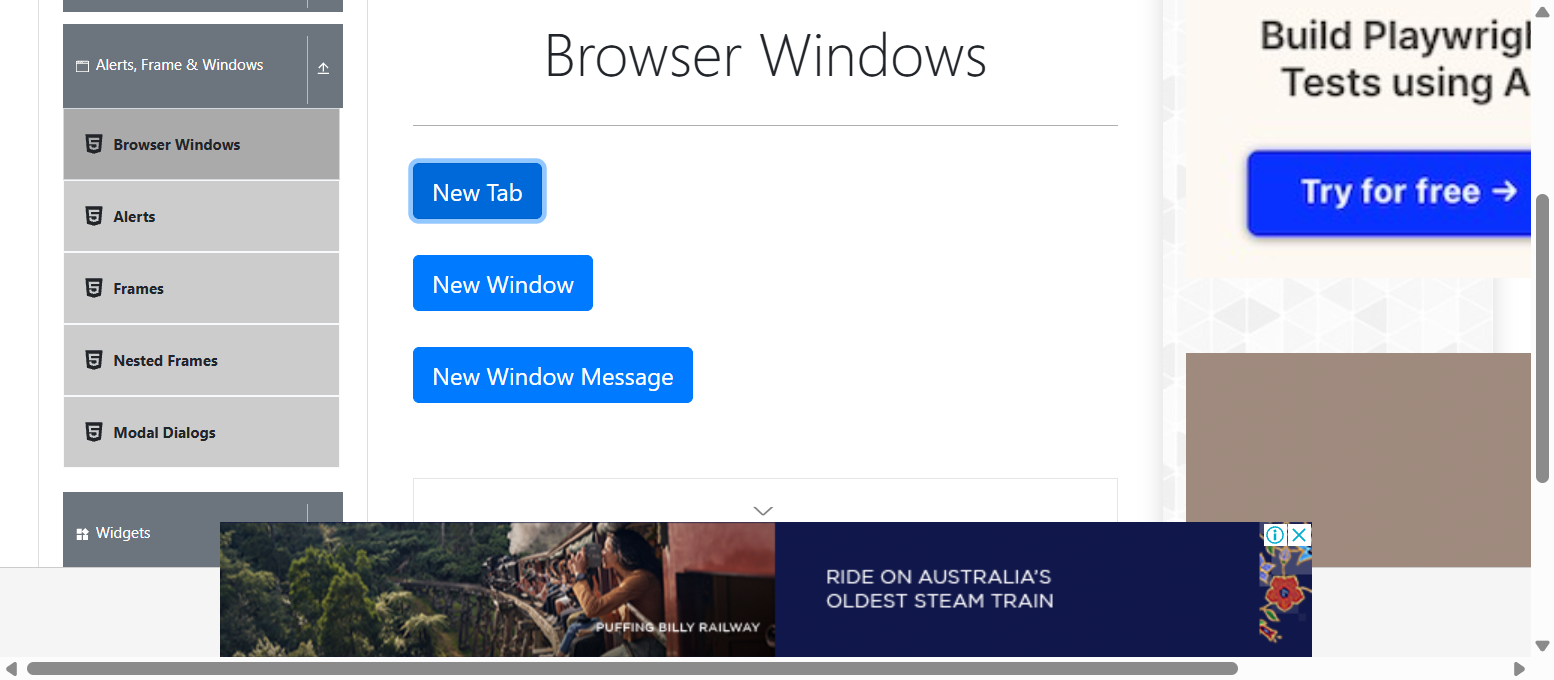 Alerts, Frame & Windows
Browser Windows
Alerts
Frames
Nested Frames
Modal Dialogs
Widgets
Browser Windows
New Tab
New Window
New Window Message
Build Playwrigh
Tests using A
Try for free →
PUFFING BILLY RAILWAY
RIDE ON AUSTRALIA'S
OLDEST STEAM TRAIN